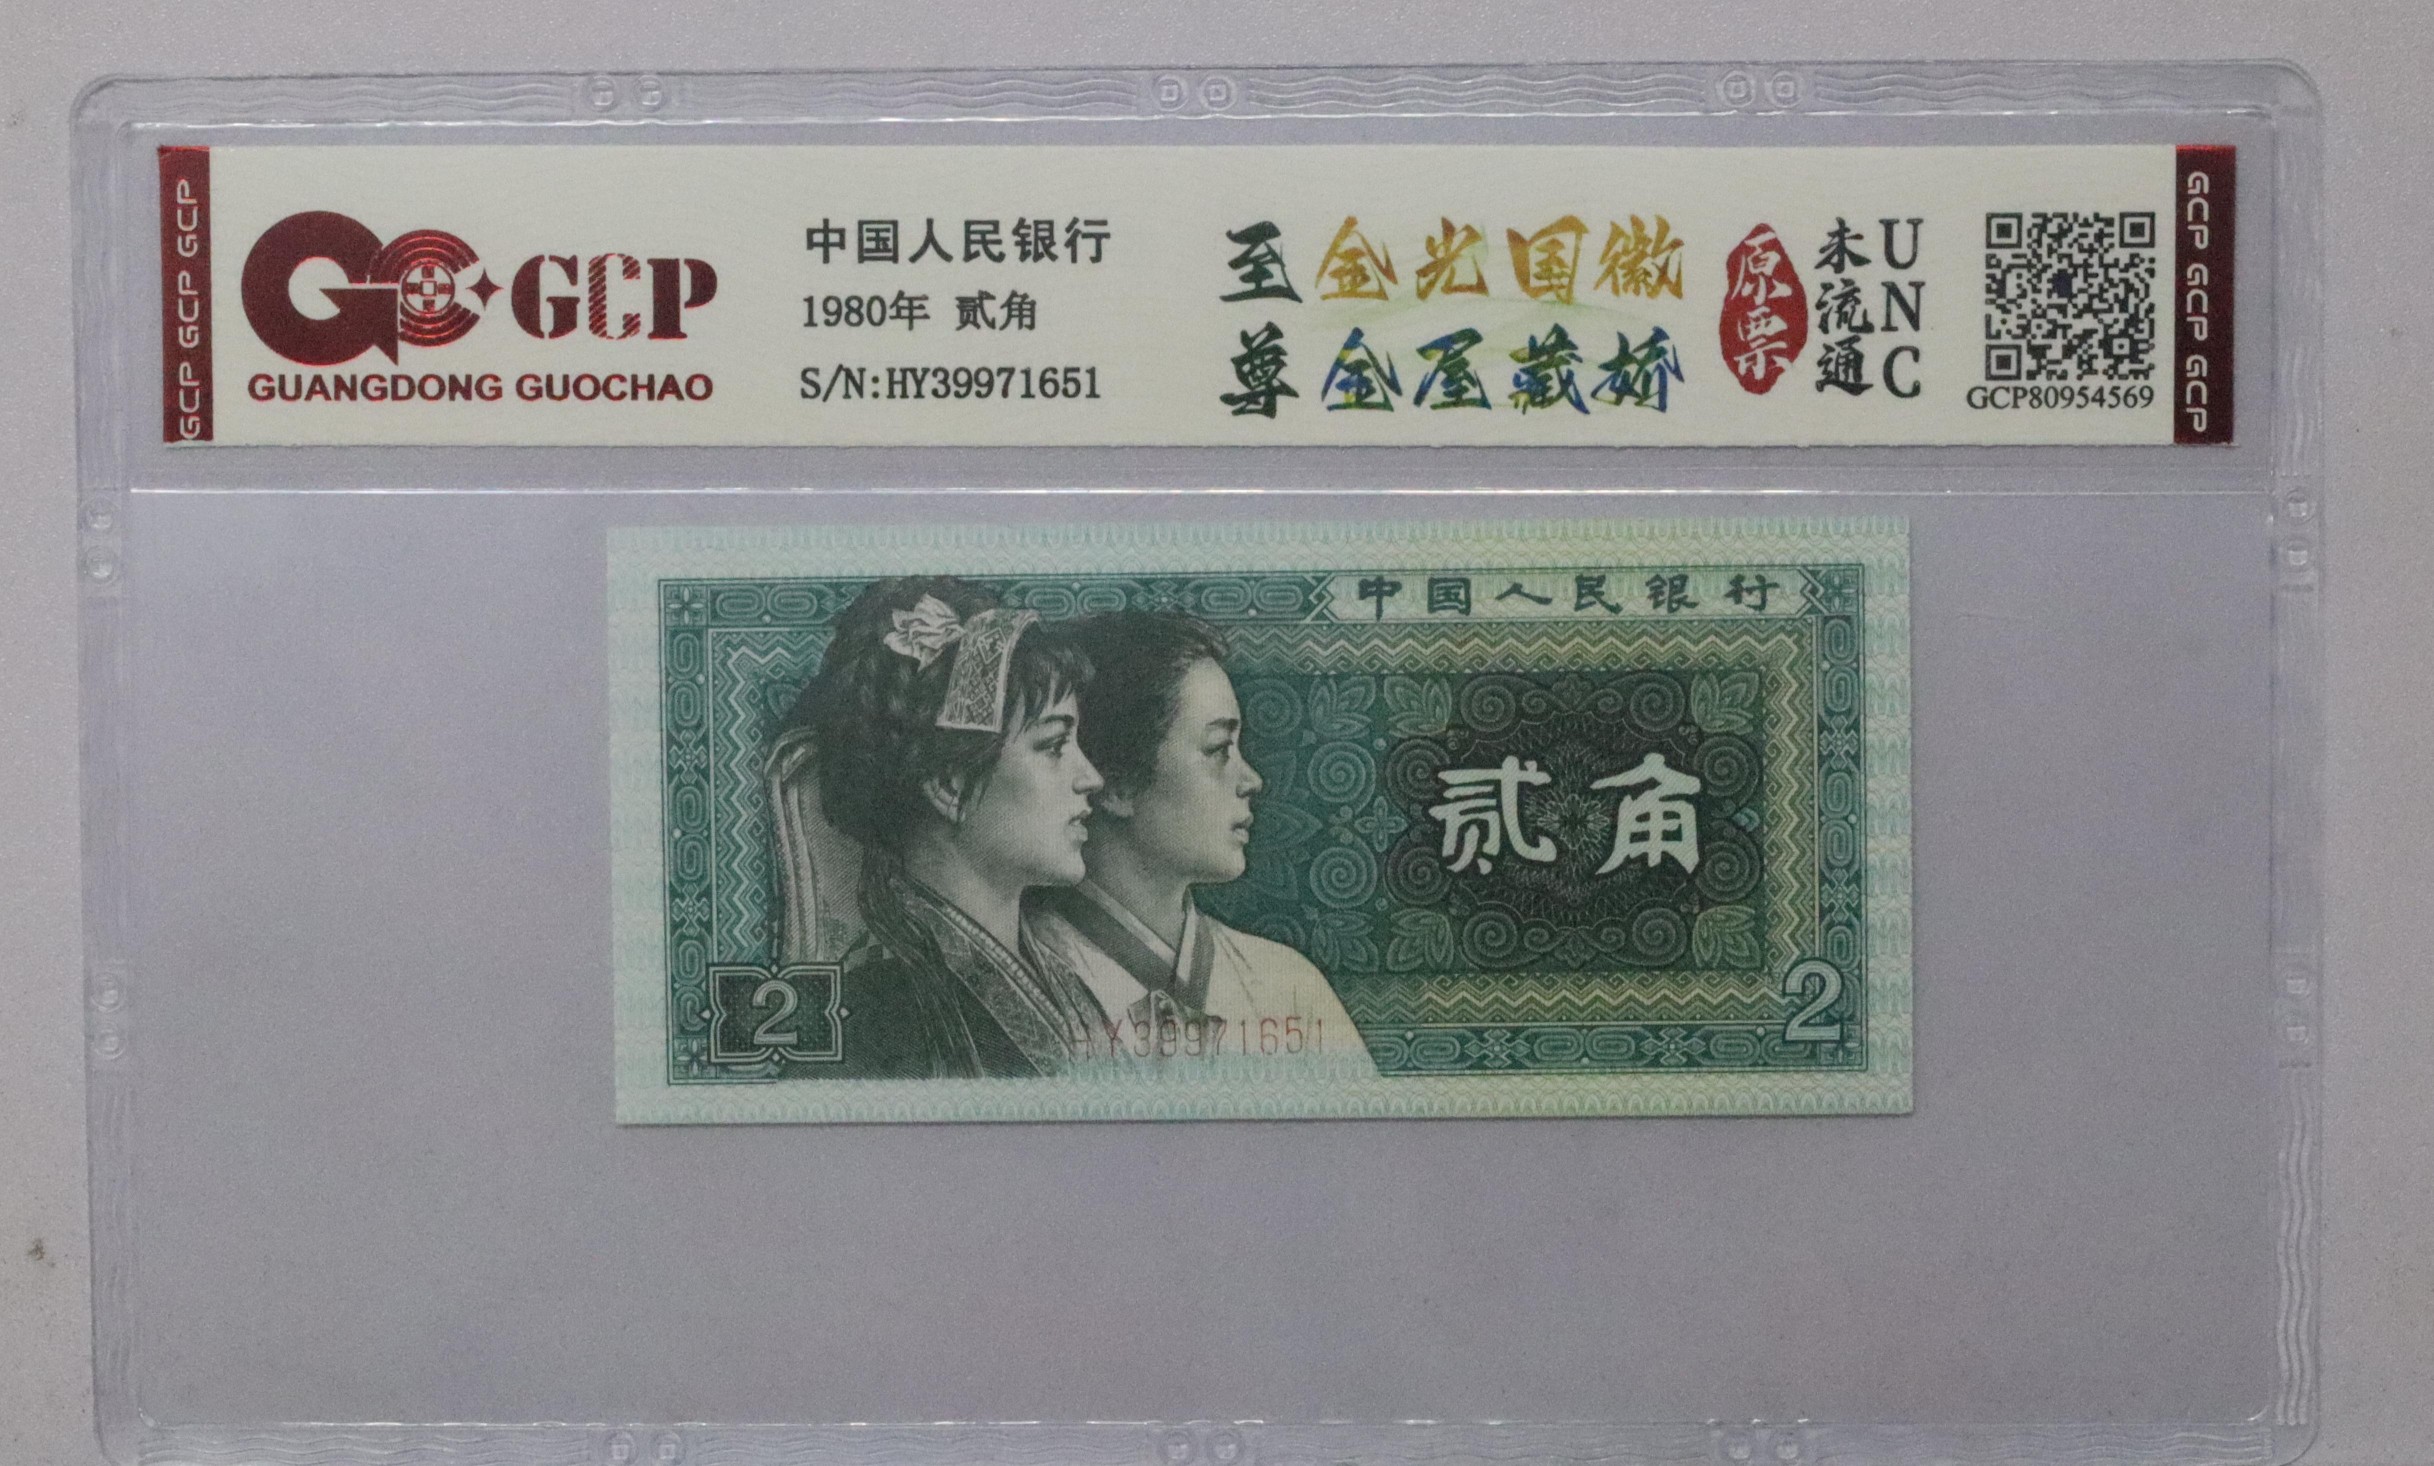 GCP GCP GCP
GCP
GUANGDONG GUOCHAO
中国人民银行
1980年 贰角
S/N:HY39971651
至尊
金光国徽
金屋藏娇
原票
未流通
UNC
GCP80954569
GCP GCP GCP
中国人民银行
贰角
2
2
HY39971651